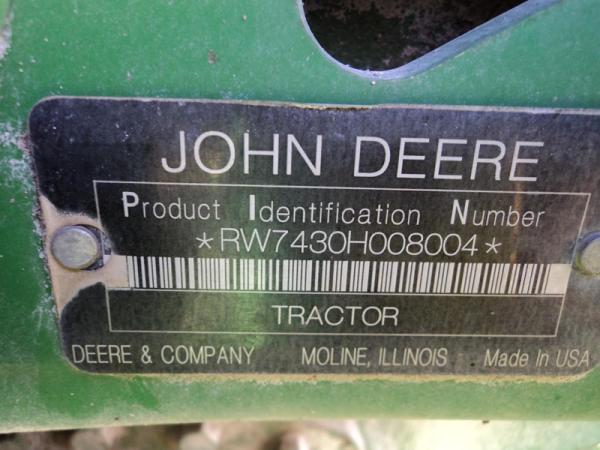 JOHN DEERE
Product Identification Number
*RW7430H008004*
TRACTOR
DEERE & COMPANY MOLINE, ILLINOIS Made In USA